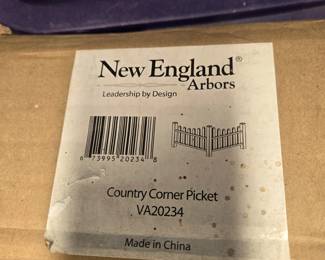 New England®
Arbors
Leadership by Design
6 73995 20234 8
Country Corner Picket
VA20234
Made in China